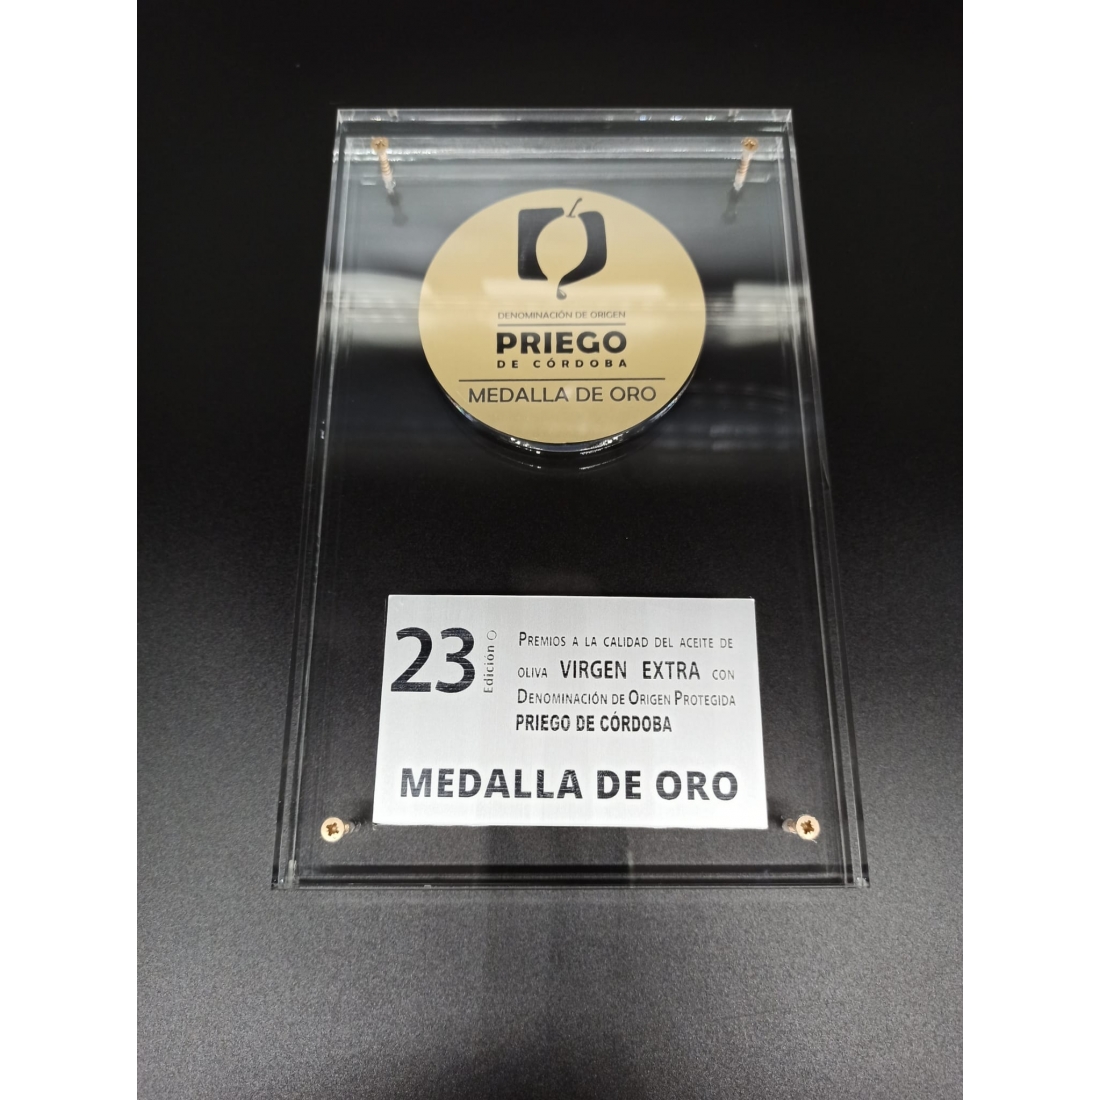 DENOMINACIÓN DE ORIGEN
PRIEGO
DE CÓRDOBA
MEDALLA DE ORO
23 Edición
PREMIOS A LA CALIDAD DEL ACEITE DE
OLIVA VIRGEN EXTRA CON
DENOMINACIÓN DE ORIGEN PROTEGIDA
PRIEGO DE CÓRDOBA
MEDALLA DE ORO